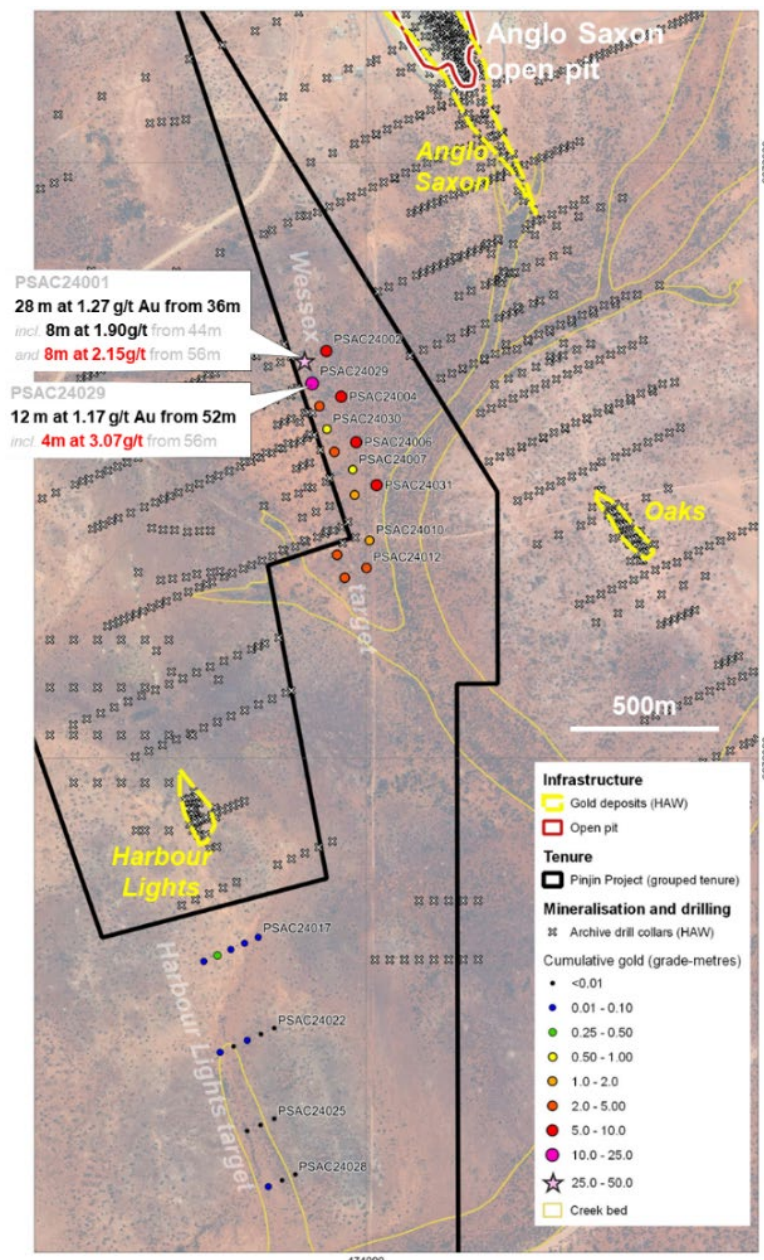 Anglo Saxon
open pit
Anglo
Saxon
Wessex
target
PSAC24001
28 m at 1.27 g/t Au from 36m
incl. 8m at 1.90g/t from 44m
and 8m at 2.15g/t from 56m
PSAC24029
12 m at 1.17 g/t Au from 52m
incl. 4m at 3.07g/t from 56m
PSAC24002
PSAC24029
PSAC24004
PSAC24030
PSAC24006
PSAC24007
PSAC24031
PSAC24010
PSAC24012
Oaks
500m
Harbour
Lights
Harbour Lights target
PSAC24017
PSAC24022
PSAC24025
PSAC24028
Infrastructure
Gold deposits (HAW)
Open pit
Tenure
Pinjin Project (grouped tenure)
Mineralisation and drilling
Archive drill collars (HAW)
Cumulative gold (grade-metres)
<0.01
0.01 - 0.10
0.25 - 0.50
0.50 - 1.00
1.0 - 2.0
2.0 - 5.00
5.0 - 10.0
10.0 - 25.0
25.0 - 50.0
Creek bed